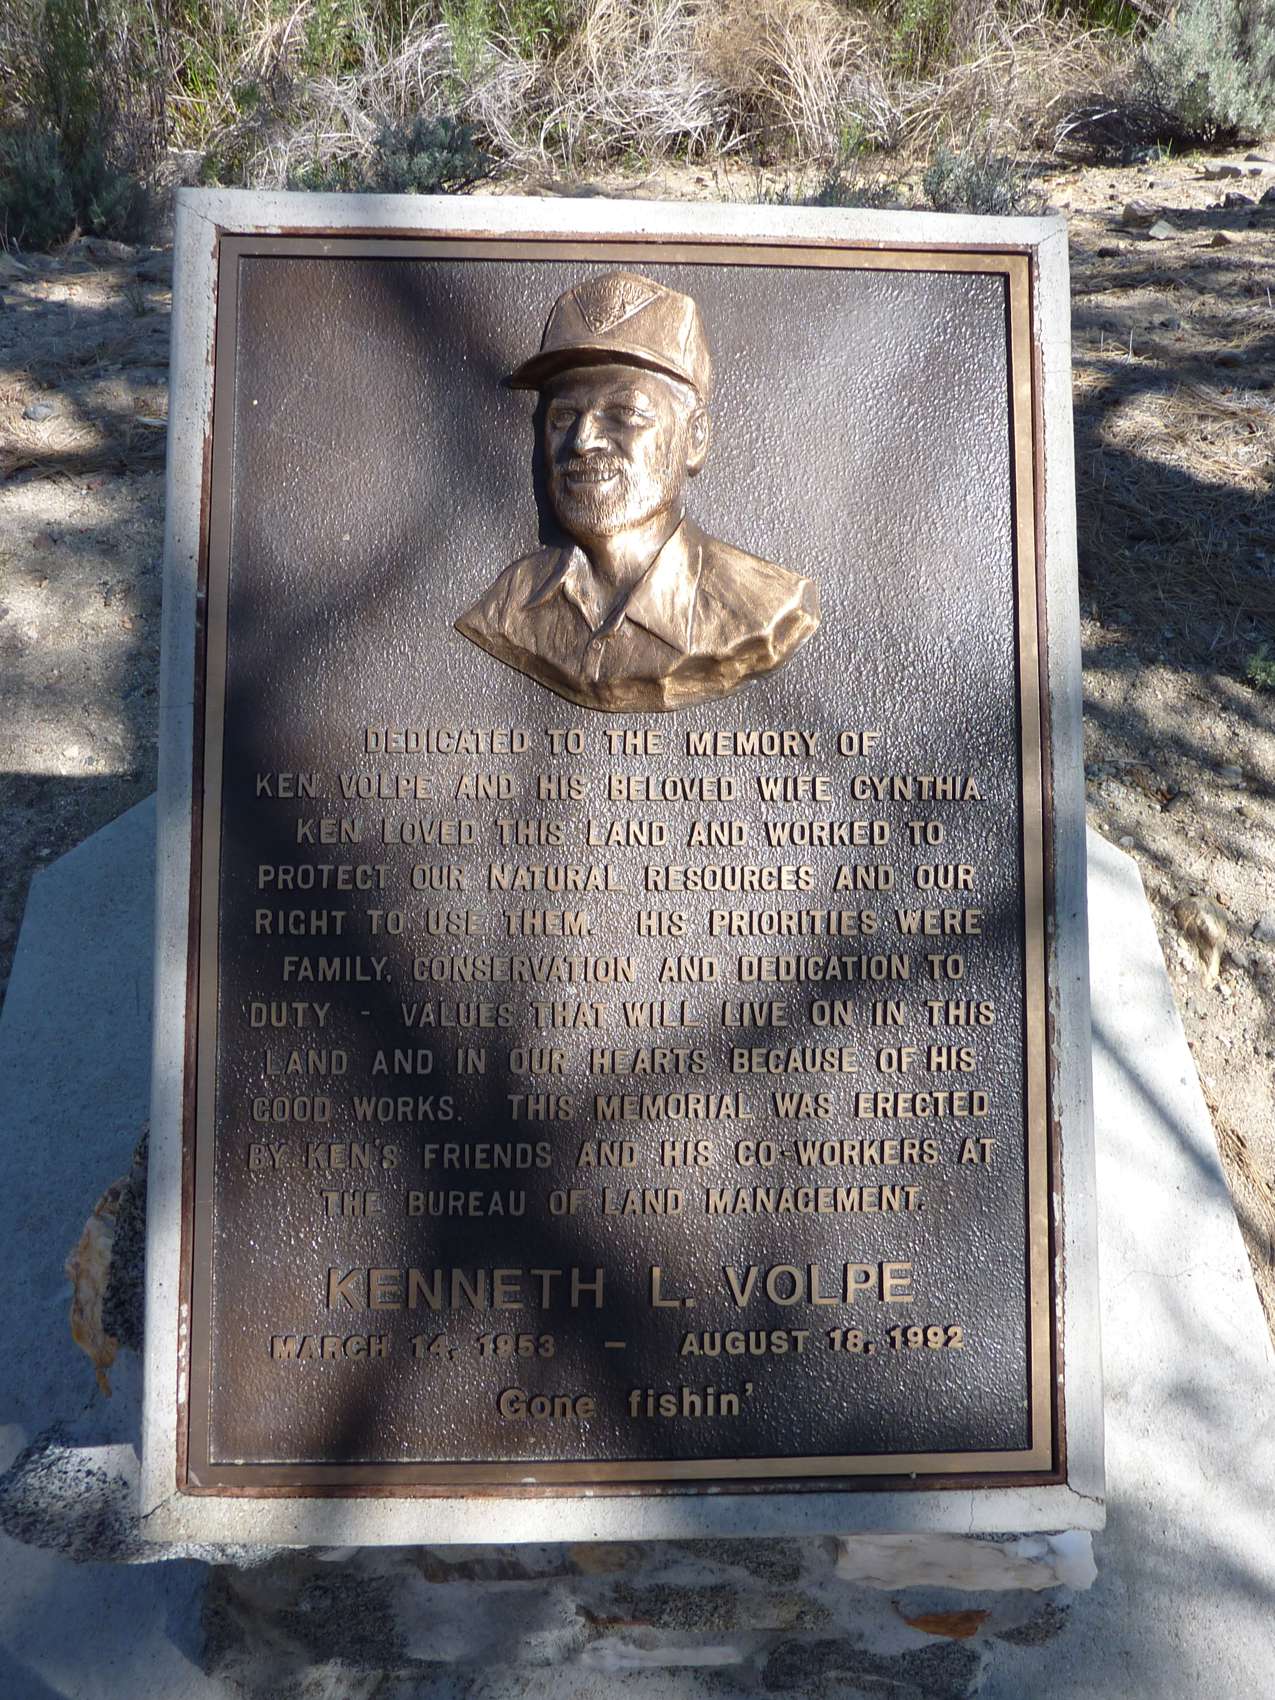 DEDICATED TO THE MEMORY OF
KEN VOLPE AND HIS BELOVED WIFE CYNTHIA.
KEN LOVED THIS LAND AND WORKED TO
PROTECT OUR NATURAL RESOURCES AND OUR
RIGHT TO USE THEM. HIS PRIORITIES WERE
FAMILY, CONSERVATION AND DEDICATION TO
DUTY - VALUES THAT WILL LIVE ON IN THIS
LAND AND IN OUR HEARTS BECAUSE OF HIS
GOOD WORKS. THIS MEMORIAL WAS ERECTED
BY KEN'S FRIENDS AND HIS CO-WORKERS AT
THE BUREAU OF LAND MANAGEMENT.
KENNETH L. VOLPE
MARCH 14, 1953 – AUGUST 18, 1992
Gone fishin'